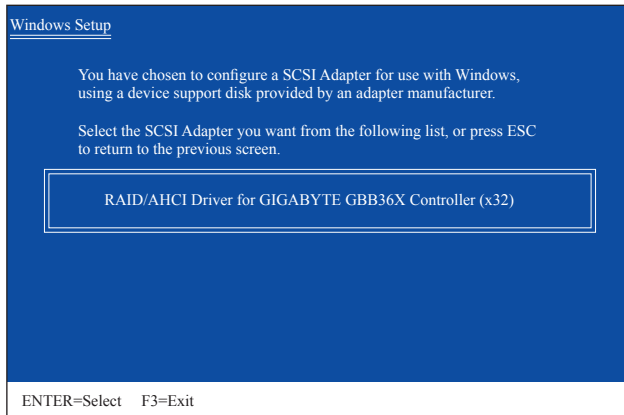 Windows Setup
You have chosen to configure a SCSI Adapter for use with Windows,
using a device support disk provided by an adapter manufacturer.
Select the SCSI Adapter you want from the following list, or press ESC
to return to the previous screen.
RAID/AHCI Driver for GIGABYTE GBB36X Controller (x32)
ENTER=Select F3=Exit